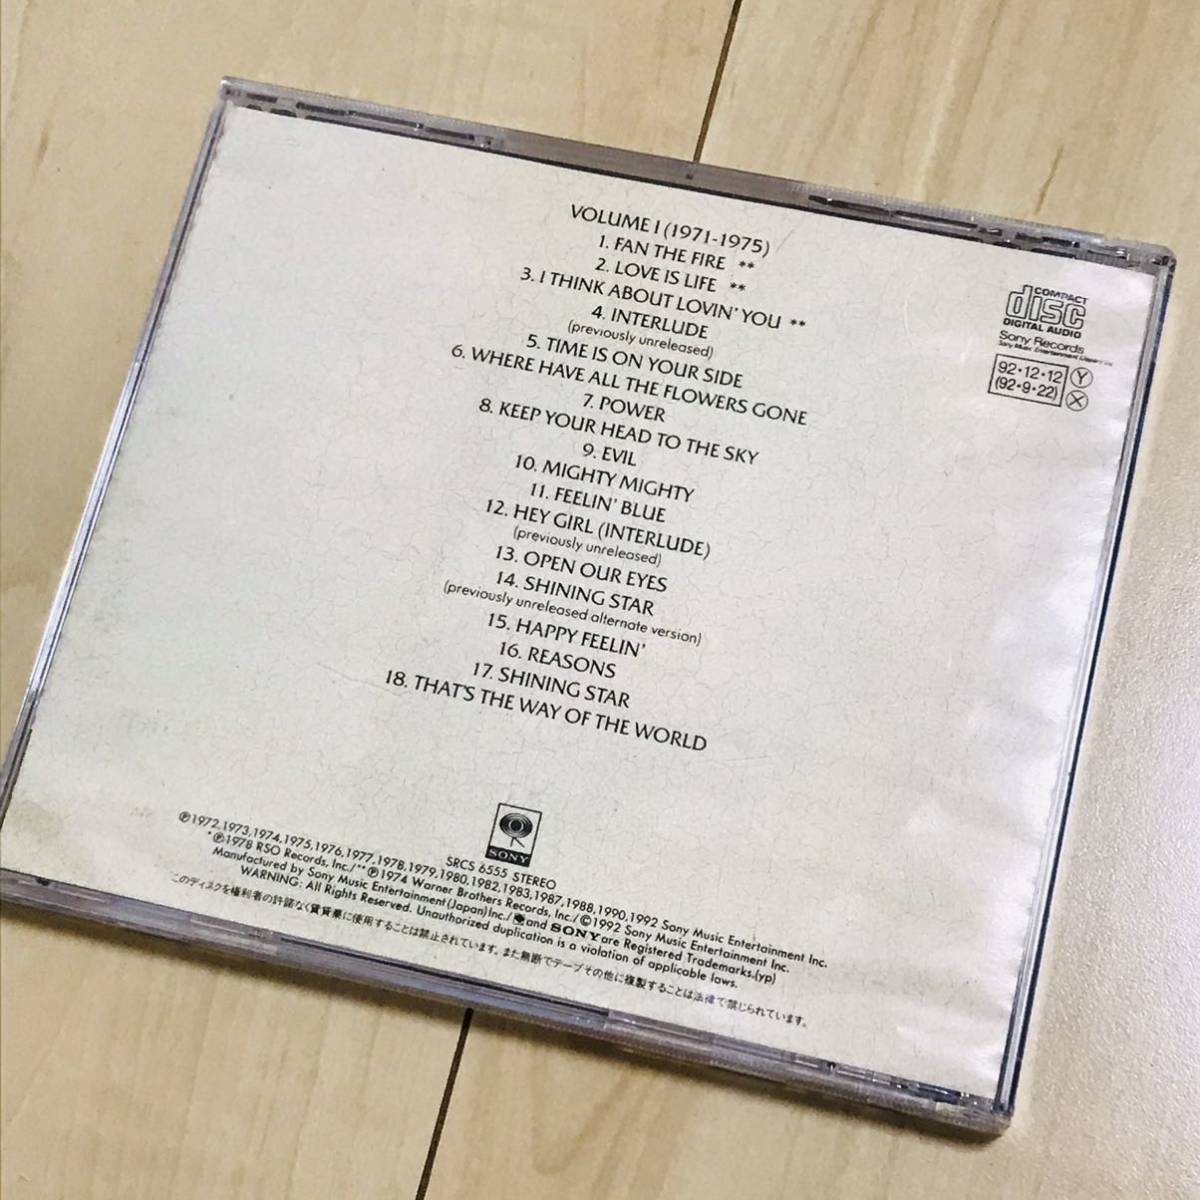 VOLUME I (1971-1975)
1. FAN THE FIRE **
2. LOVE IS LIFE **
3. I THINK ABOUT LOVIN' YOU **
4. INTERLUDE
(previously unreleased)
5. TIME IS ON YOUR SIDE
6. WHERE HAVE ALL THE FLOWERS GONE
7. POWER
8. KEEP YOUR HEAD TO THE SKY
9. EVIL
10. MIGHTY MIGHTY
11. FEELIN' BLUE
12. HEY GIRL (INTERLUDE)
(previously unreleased)
13. OPEN OUR EYES
14. SHINING STAR
(previously unreleased alternate version)
15. HAPPY FEELIN'
16. REASONS
17. SHINING STAR
18. THAT'S THE WAY OF THE WORLD
COMPACT
disc
DIGITAL AUDIO
Sony Records
92・12・12 Ⓨ
(92・9・22) Ⓧ
SONY
SRCS 6555 STEREO
℗1972,1973,1974,1975,1976,1977,1978,1979,1980,1982,1983,1987,1988,1990,1992 Sony Music Entertainment Inc.
*℗1978 RSO Records, Inc./**℗1974 Warner Brothers Records, Inc./©1992 Sony Music Entertainment Inc.
Manufactured by Sony Music Entertainment(Japan)Inc./ and SONY are Registered Trademarks.(yp)
WARNING: All Rights Reserved. Unauthorized duplication is a violation of applicable laws.
このディスクを権利者の許諾なく賃貸業に使用することは禁止されています。また無断でテープその他に複製することは法律で禁じられています。